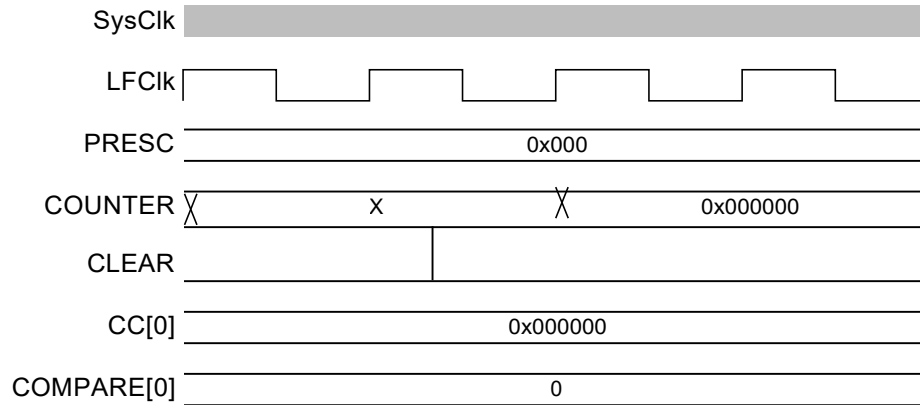 SysClk
LFClk
PRESC 0x000
COUNTER X 0x000000
CLEAR
CC[0] 0x000000
COMPARE[0] 0